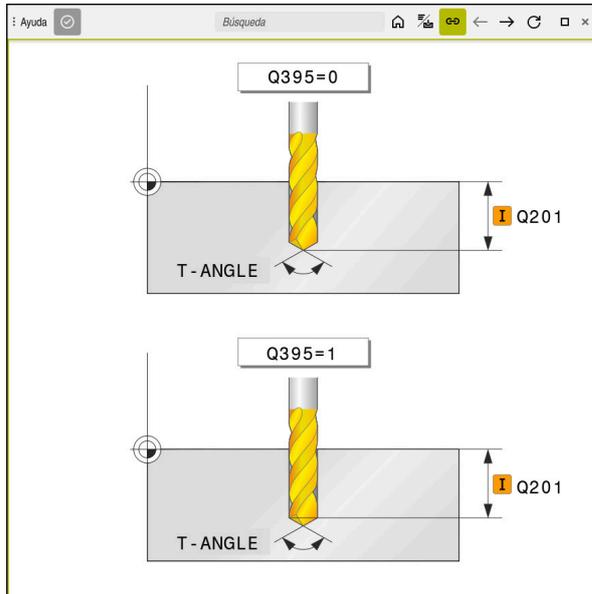 Ayuda Búsqueda
Q395=0
I Q201
T-ANGLE
Q395=1
I Q201
T-ANGLE